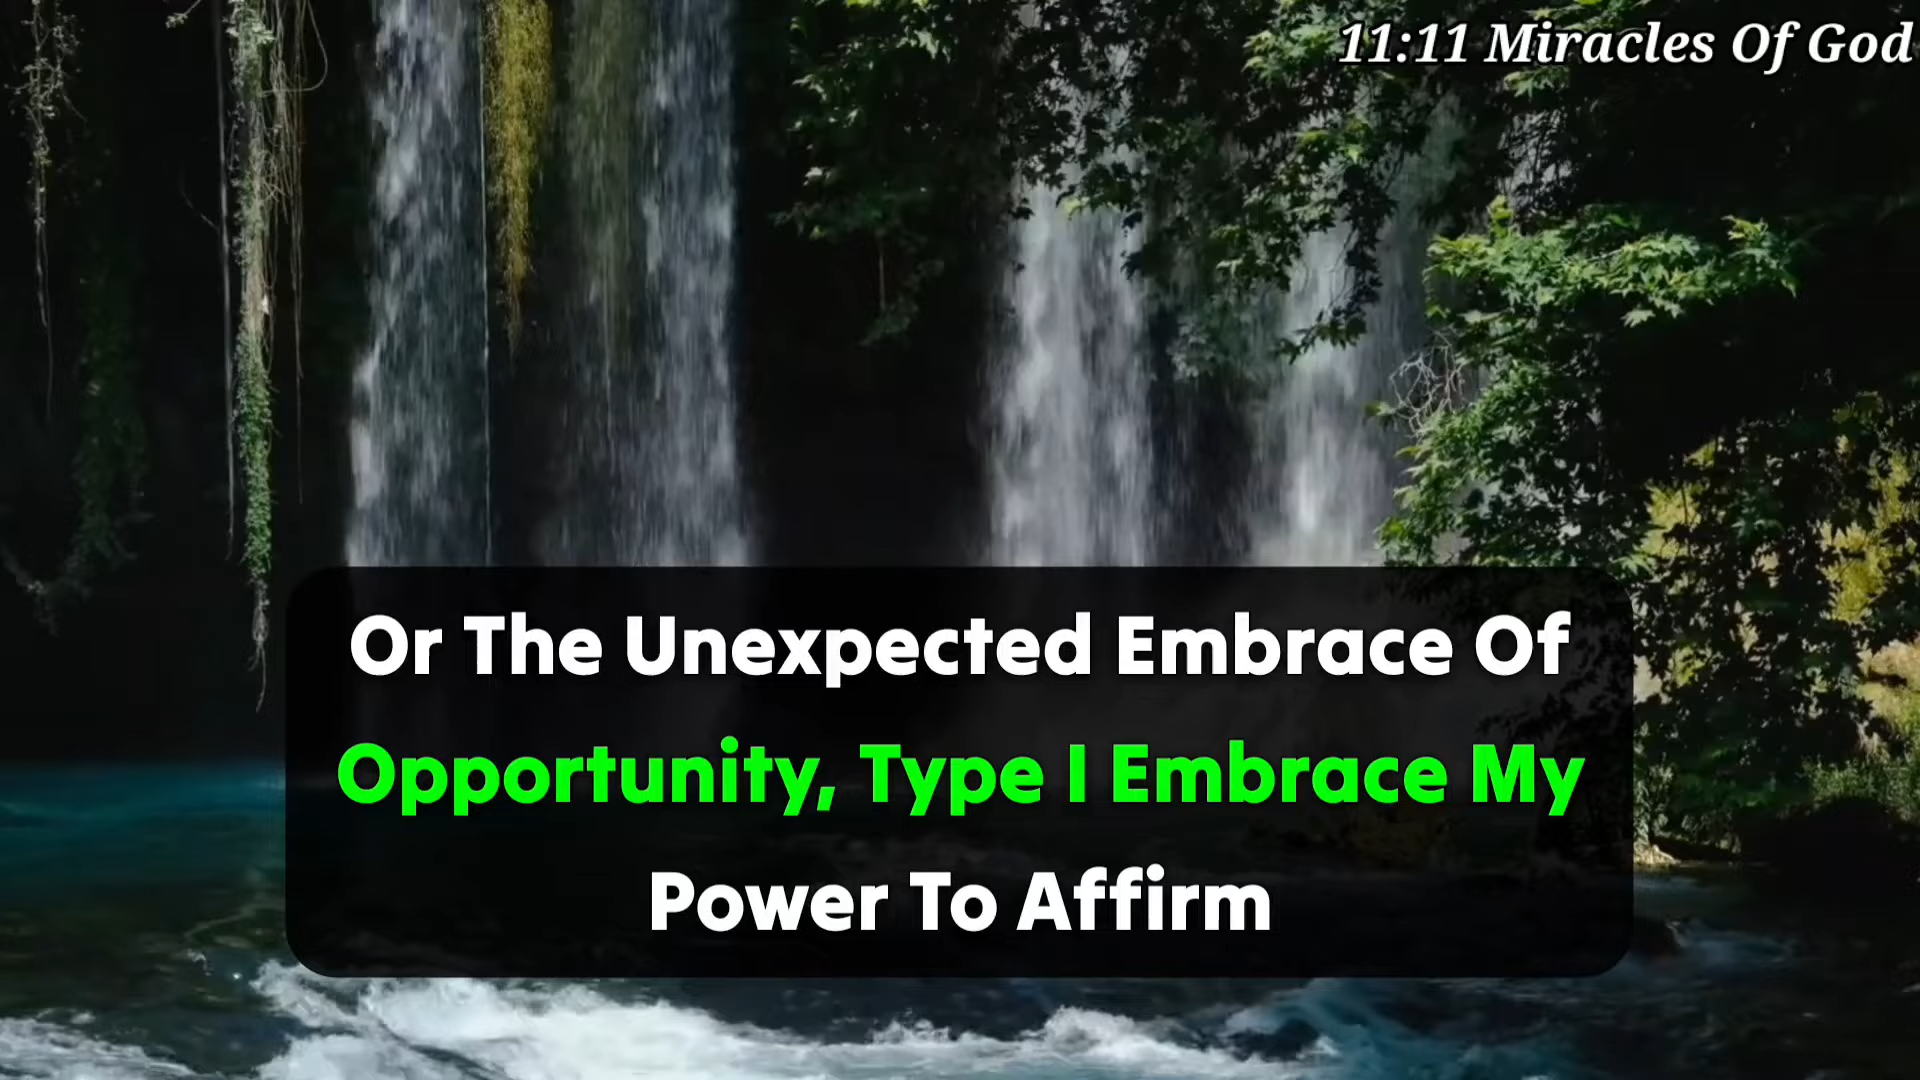 11:11 Miracles Of God
Or The Unexpected Embrace Of
Opportunity, Type I Embrace My
Power To Affirm